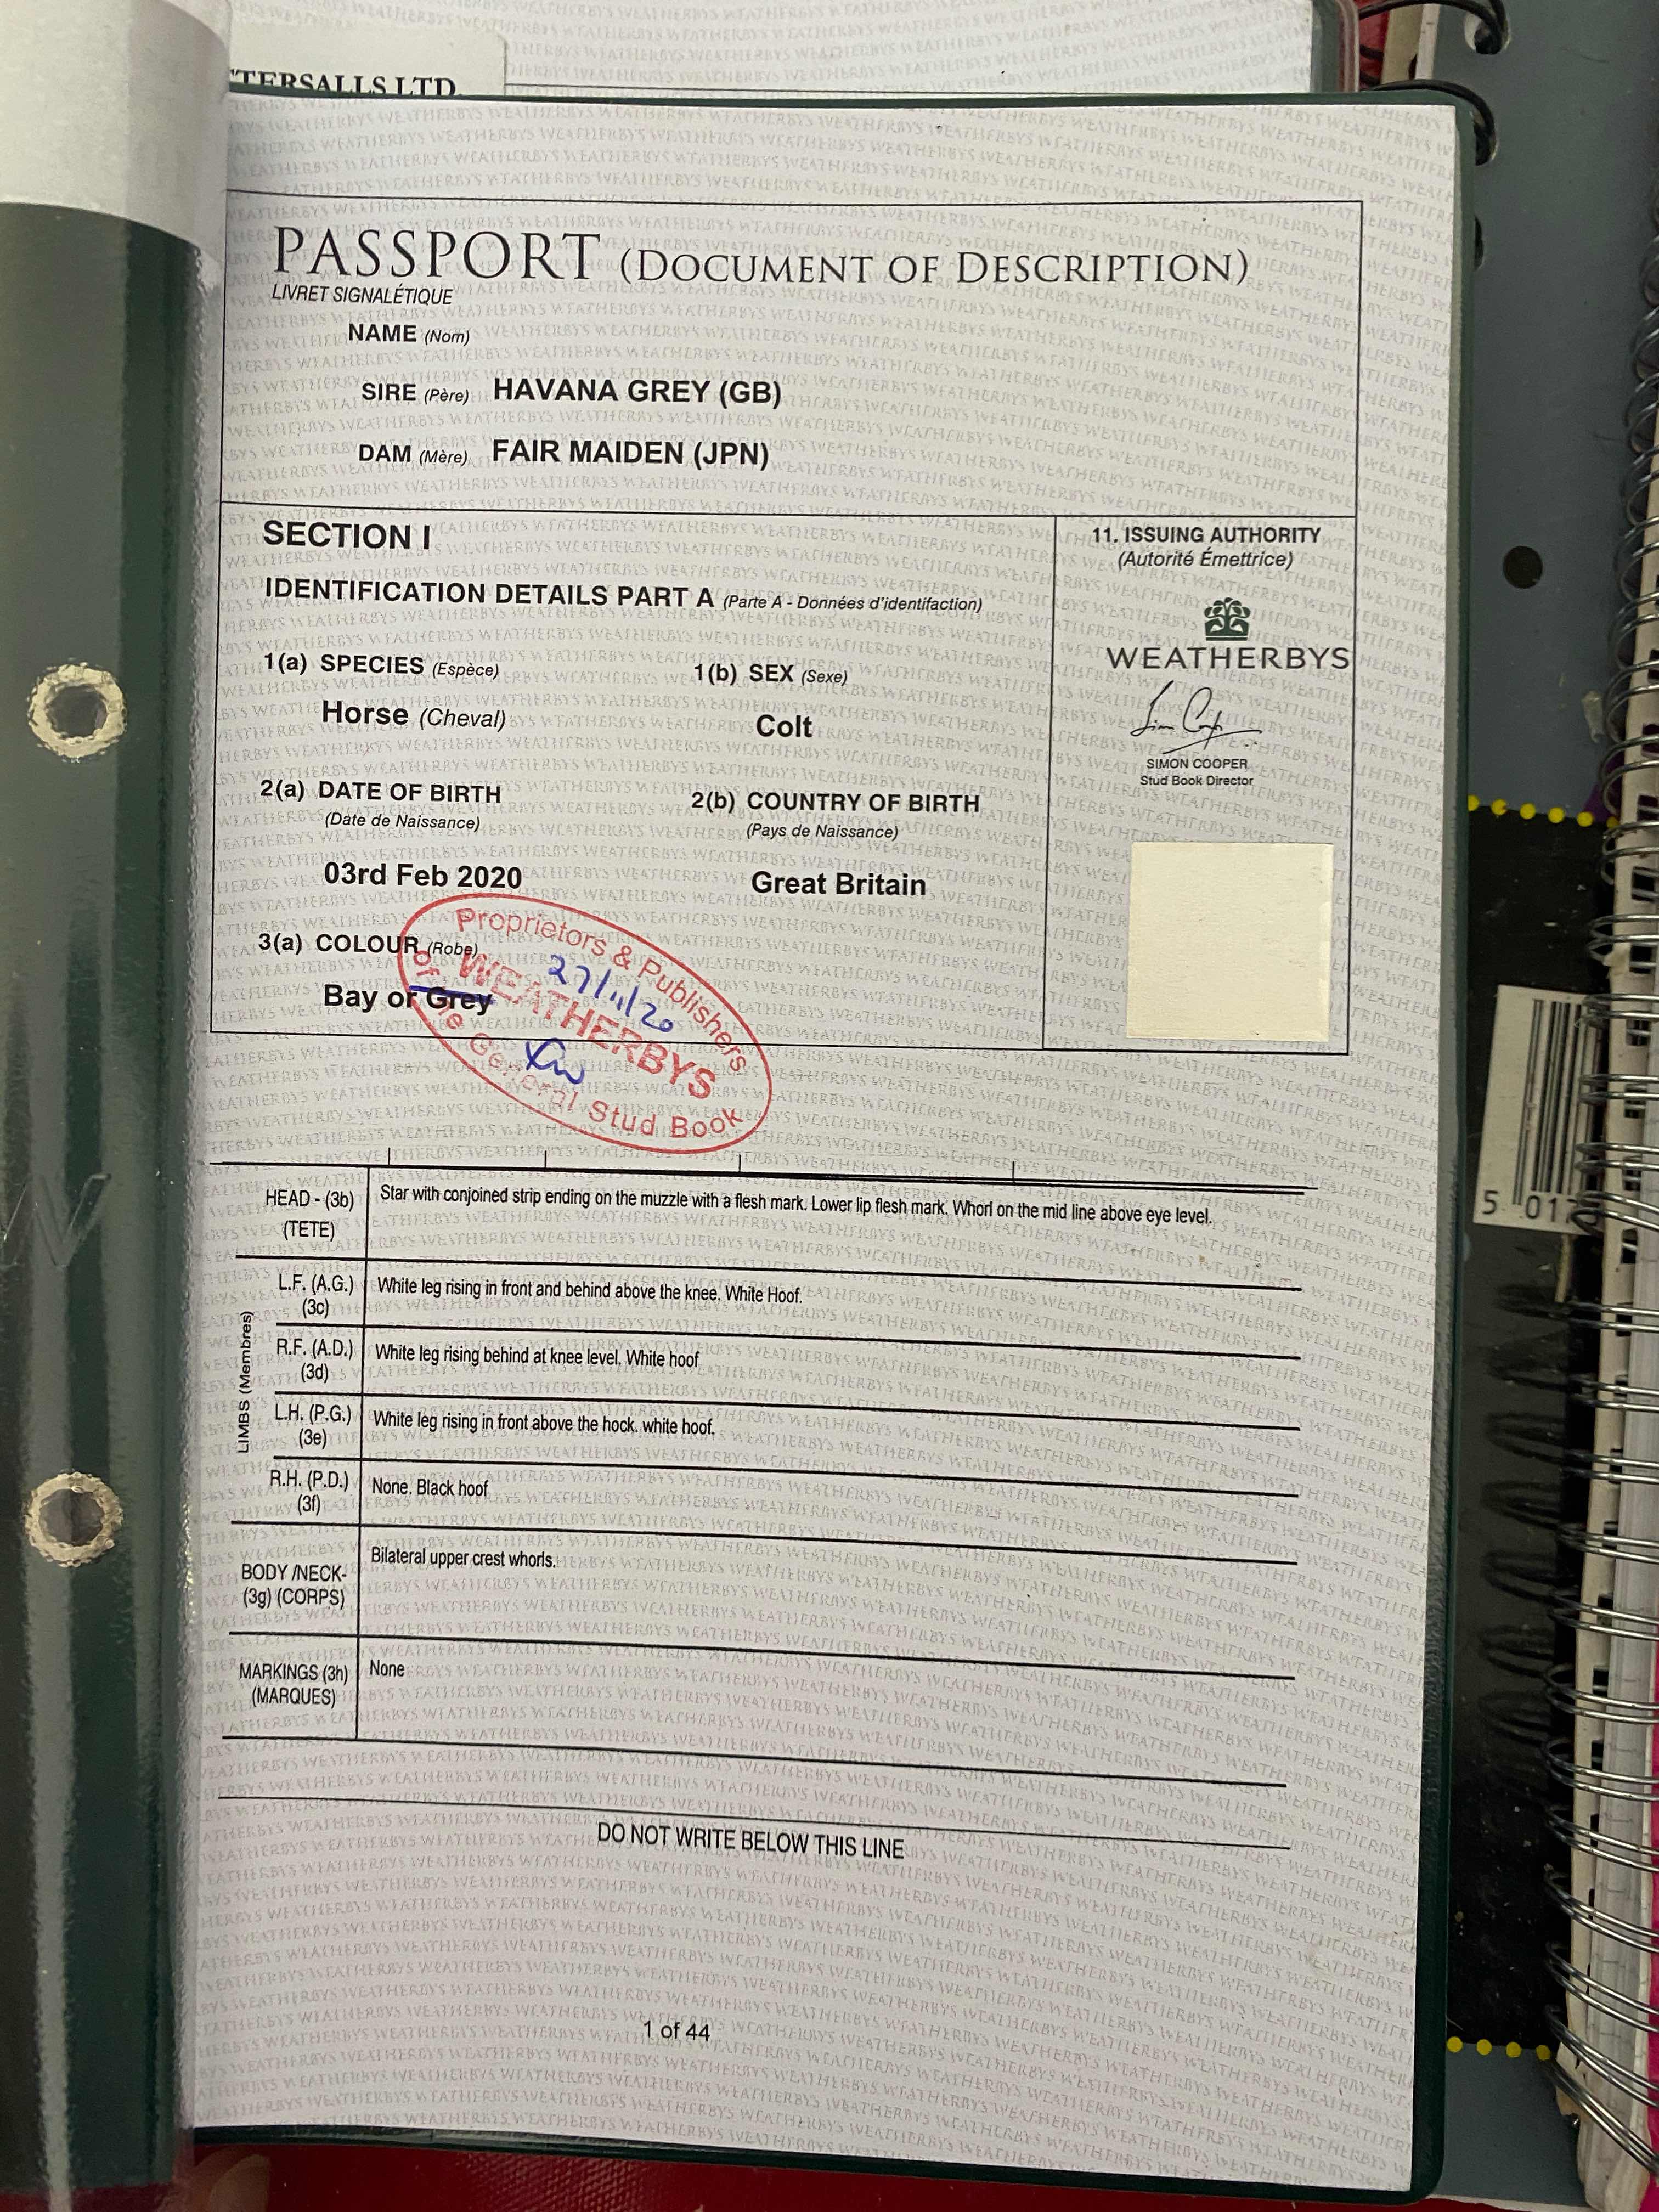 TTERSALLS LTD.
PASSPORT (DOCUMENT OF DESCRIPTION)
LIVRET SIGNALÉTIQUE
NAME (Nom)
SIRE (Père) HAVANA GREY (GB)
DAM (Mère) FAIR MAIDEN (JPN)
SECTION I
IDENTIFICATION DETAILS PART A (Parte A - Données d'identifaction)
1(a) SPECIES (Espèce)
1(b) SEX (Sexe)
Horse (Cheval)
Colt
2(a) DATE OF BIRTH
(Date de Naissance)
2(b) COUNTRY OF BIRTH
(Pays de Naissance)
03rd Feb 2020
Great Britain
3(a) COLOUR (Robe)
Bay or Grey
Proprietors & Publishers
WEATHERBYS
27/11/20
of the General Stud Book
11. ISSUING AUTHORITY
(Autorité Émettrice)
WEATHERBYS
SIMON COOPER
Stud Book Director
HEAD - (3b) Star with conjoined strip ending on the muzzle with a flesh mark. Lower lip flesh mark. Whorl on the mid line above eye level.
(TETE)
LIMBS (Membres)
L.F. (A.G.) White leg rising in front and behind above the knee. White Hoof.
(3c)
R.F. (A.D.) White leg rising behind at knee level. White hoof
(3d)
L.H. (P.G.) White leg rising in front above the hock. white hoof.
(3e)
R.H. (P.D.) None. Black hoof
(3f)
Bilateral upper crest whorls.
BODY /NECK-
(3g) (CORPS)
MARKINGS (3h) None
(MARQUES)
DO NOT WRITE BELOW THIS LINE
1 of 44
5 017